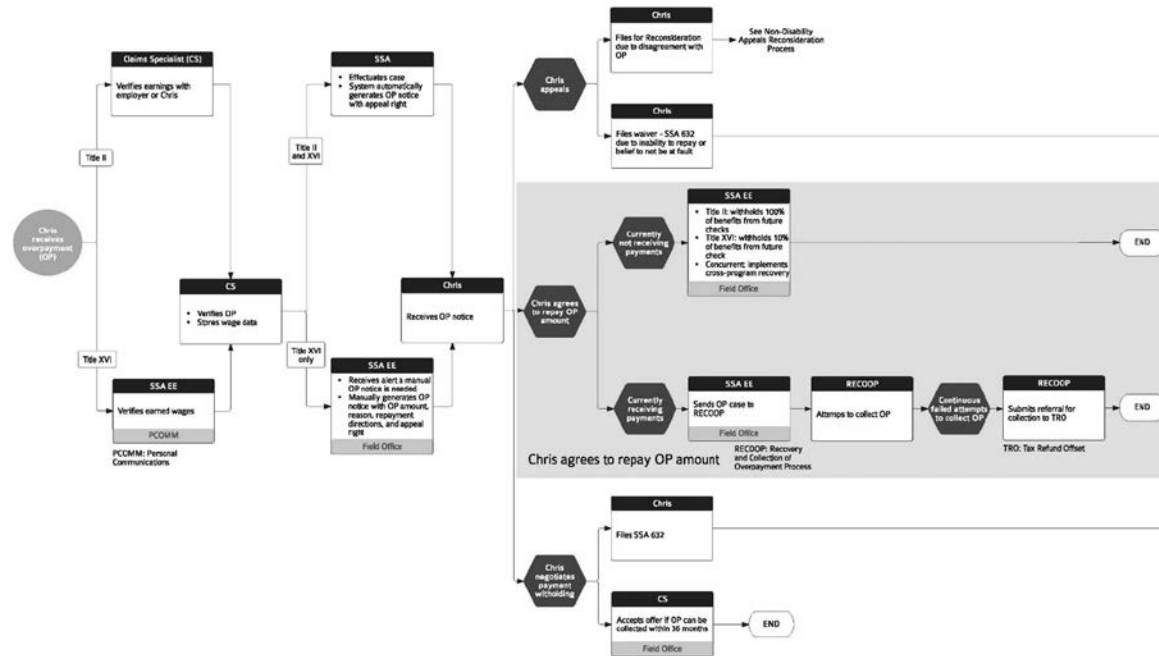 Chris
receives
overpayment
(OP)
Title II
Title XVI
Claims Specialist (CS)
Verifies earnings with
employer or Chris
SSA EE
Verifies earned wages
PCOMM
PCOMM: Personal
Communications
CS
• Verifies OP
• Stores wage data
Title II
and XVI
Title XVI
only
SSA
• Effectuates case
• System automatically
generates OP notice
with appeal right
SSA EE
• Receives alert a manual
OP notice is needed
• Manually generates OP
notice with OP amount,
reason, repayment
directions, and appeal
right
Field Office
Chris
Receives OP notice
Chris
appeals
Chris
Files for Reconsideration
due to disagreement with
OP
See Non-Disability
Appeals Reconsideration
Process
Chris
Files waiver - SSA 632
due to inability to repay or
belief to not be at fault
Chris agrees
to repay OP
amount
Currently
not receiving
payments
SSA EE
• Title II: withholds 100%
of benefits from future
checks
• Title XVI: withholds 10%
of benefits from future
check
• Concurrent: implements
cross-program recovery
Field Office
END
Currently
receiving
payments
SSA EE
Sends OP case to
RECOOP
Field Office
RECOOP: Recovery
and Collection of
Overpayment Process
RECOOP
Attempts to collect OP
Continuous
failed attempts
to collect OP
RECOOP
Submits referral for
collection to TRO
TRO: Tax Refund Offset
END
Chris agrees to repay OP amount
Chris
negotiates
payment
witholding
Chris
Files SSA 632
CS
Accepts offer if OP can be
collected within 36 months
Field Office
END